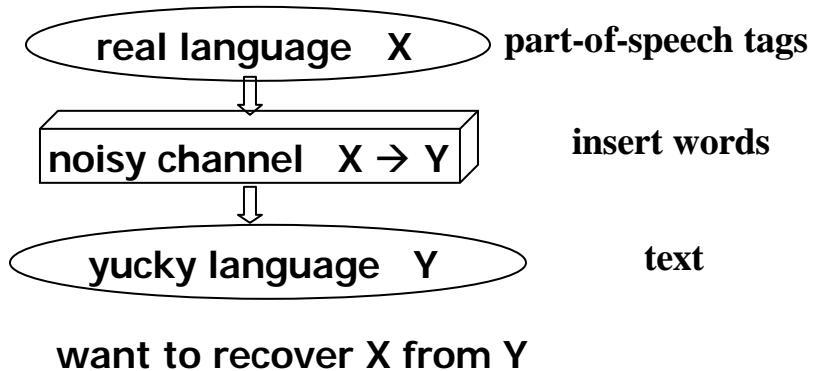 real language X part-of-speech tags
noisy channel X → Y insert words
yucky language Y text
want to recover X from Y